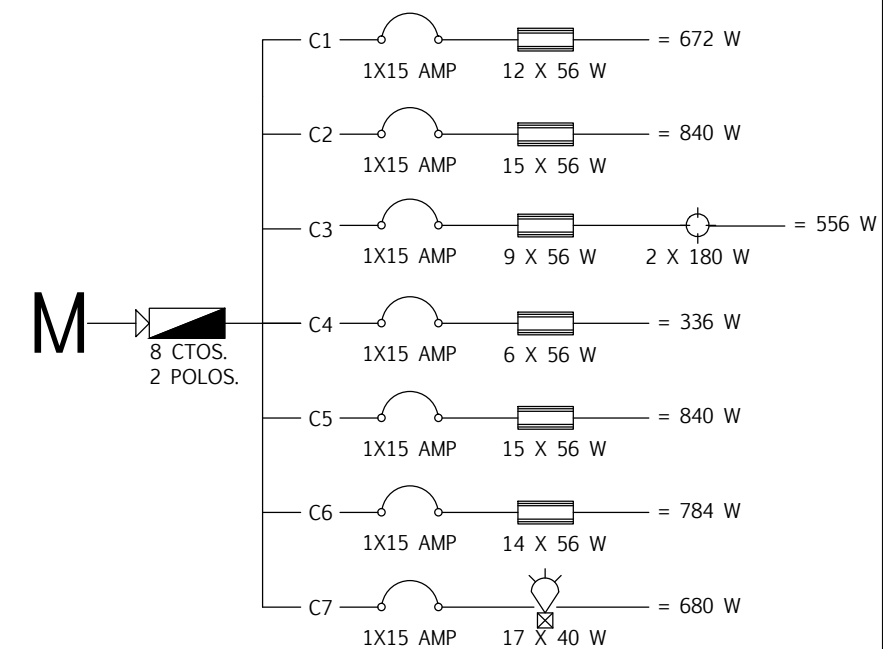 C1 = 672 W
1X15 AMP 12 X 56 W
C2 = 840 W
1X15 AMP 15 X 56 W
C3 = 556 W
1X15 AMP 9 X 56 W 2 X 180 W
M C4 = 336 W
8 CTOS. 1X15 AMP 6 X 56 W
2 POLOS.
C5 = 840 W
1X15 AMP 15 X 56 W
C6 = 784 W
1X15 AMP 14 X 56 W
C7 = 680 W
1X15 AMP 17 X 40 W